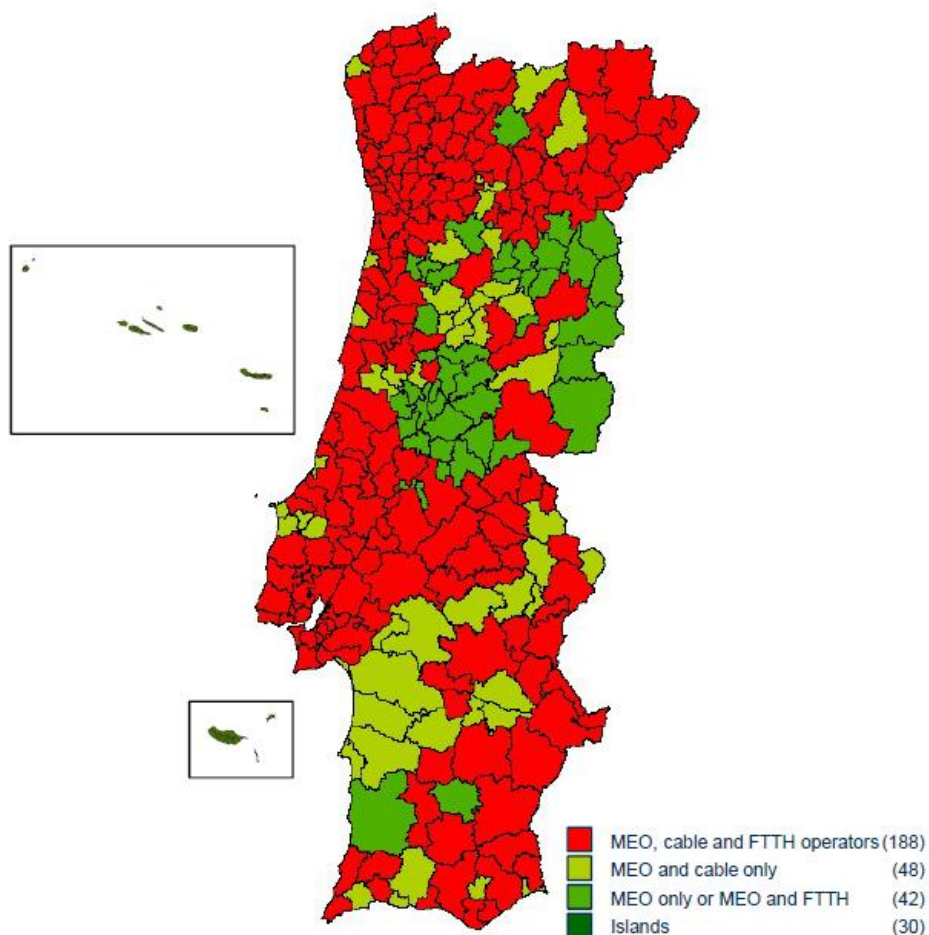 MEO, cable and FTTH operators (188)
MEO and cable only (48)
MEO only or MEO and FTTH (42)
Islands (30)